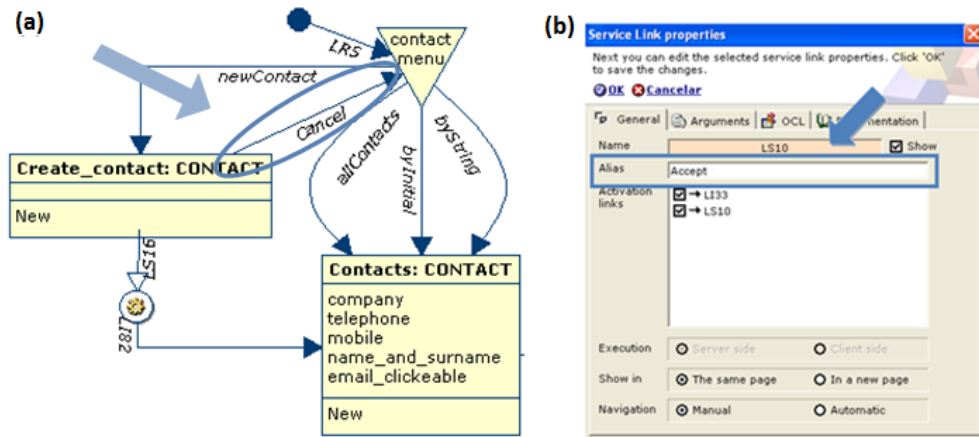 (a)
LRS
contact
menu
newContact
Cancel
allContacts
byInitial
byString
Create_contact: CONTACT
New
LI82
Contacts: CONTACT
company
telephone
mobile
name_and_surname
email_clickeable
New
(b)
Service Link properties
Next you can edit the selected service link properties. Click 'OK'
to save the changes.
OK Cancelar
General Arguments OCL
Name LS10 Show
Alias Accept
Activation
links
LI33
LS10
Execution Server side Client side
Show in The same page In a new page
Navigation Manual Automatic